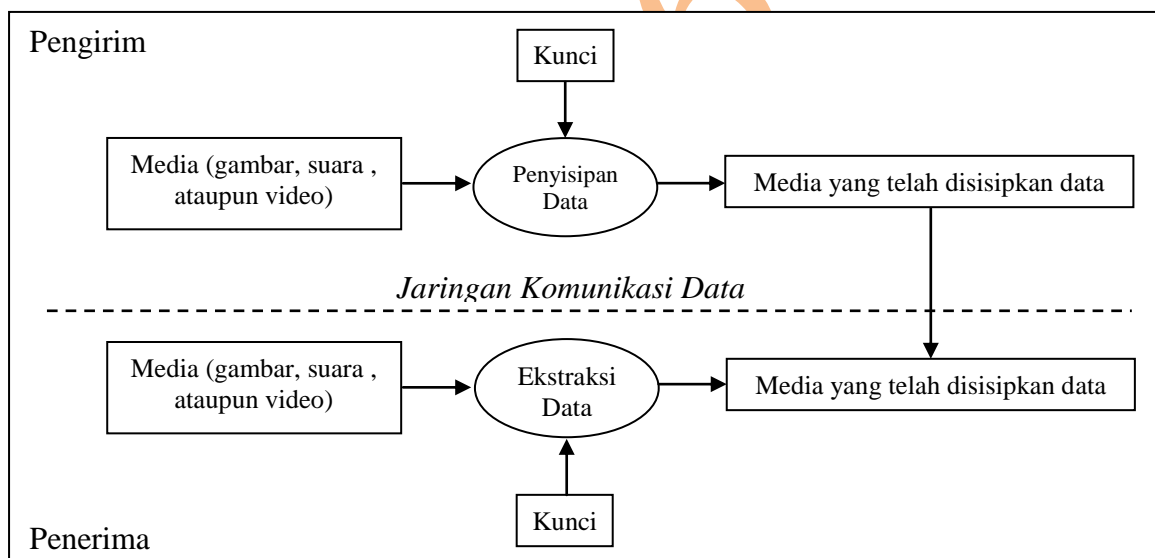 Pengirim
Kunci
Media (gambar, suara ,
ataupun video)
Penyisipan
Data
Media yang telah disisipkan data
Jaringan Komunikasi Data
Media (gambar, suara ,
ataupun video)
Ekstraksi
Data
Media yang telah disisipkan data
Kunci
Penerima